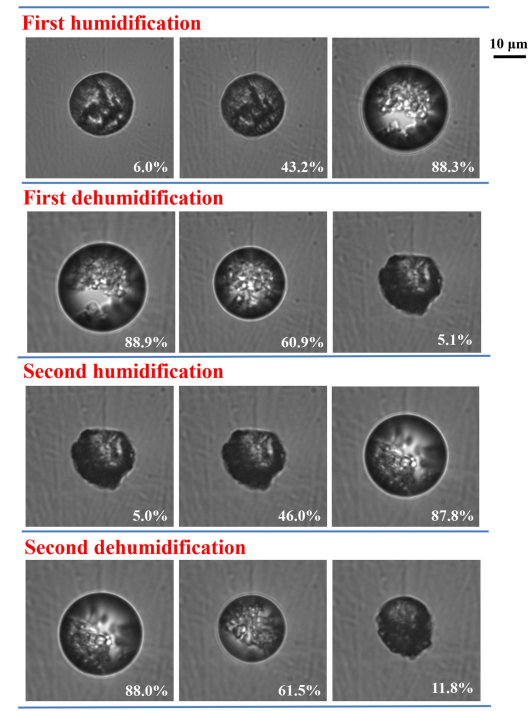 First humidification
10 µm
6.0%
43.2%
88.3%
First dehumidification
88.9%
60.9%
5.1%
Second humidification
5.0%
46.0%
87.8%
Second dehumidification
88.0%
61.5%
11.8%